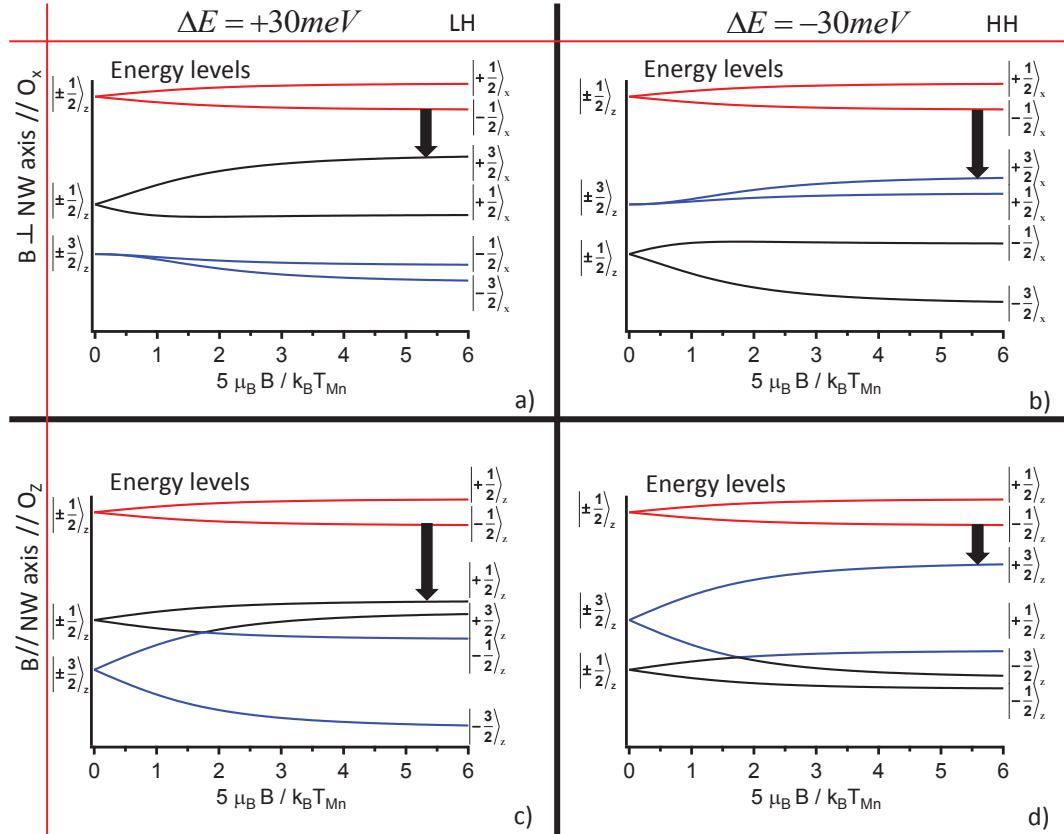 ΔE = +30meV LH
ΔE = −30meV HH
B ⊥ NW axis // Oₓ
Energy levels
|±1/2⟩z
|±1/2⟩z
|±3/2⟩z
|+1/2⟩x
|−1/2⟩x
|+3/2⟩x
|+1/2⟩x
|−1/2⟩x
|−3/2⟩x
0 1 2 3 4 5 6
5 μB B / kBTMn
a)
Energy levels
|±1/2⟩z
|±3/2⟩z
|±1/2⟩z
|+1/2⟩x
|−1/2⟩x
|+3/2⟩x
|+1/2⟩x
|−1/2⟩x
|−3/2⟩x
0 1 2 3 4 5 6
5 μB B / kBTMn
b)
B// NW axis // OZ
Energy levels
|±1/2⟩z
|±1/2⟩z
|±3/2⟩z
|+1/2⟩z
|−1/2⟩z
|+1/2⟩z
|+3/2⟩z
|−1/2⟩z
|−3/2⟩z
0 1 2 3 4 5 6
5 μB B / kBTMn
c)
Energy levels
|±1/2⟩z
|±3/2⟩z
|±1/2⟩z
|+1/2⟩z
|−1/2⟩z
|+3/2⟩z
|+1/2⟩z
|−3/2⟩z
|−1/2⟩z
0 1 2 3 4 5 6
5 μB B / kBTMn
d)